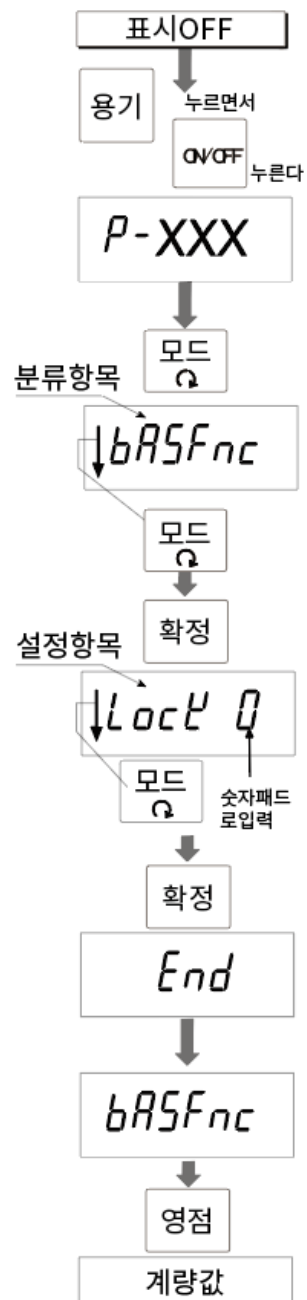 표시OFF
용기
누르면서
ON/OFF
누른다
P-XXX
모드
분류항목
bASFnc
모드
확정
설정항목
Lock 0
모드
숫자패드
로입력
확정
End
bASFnc
영점
계량값